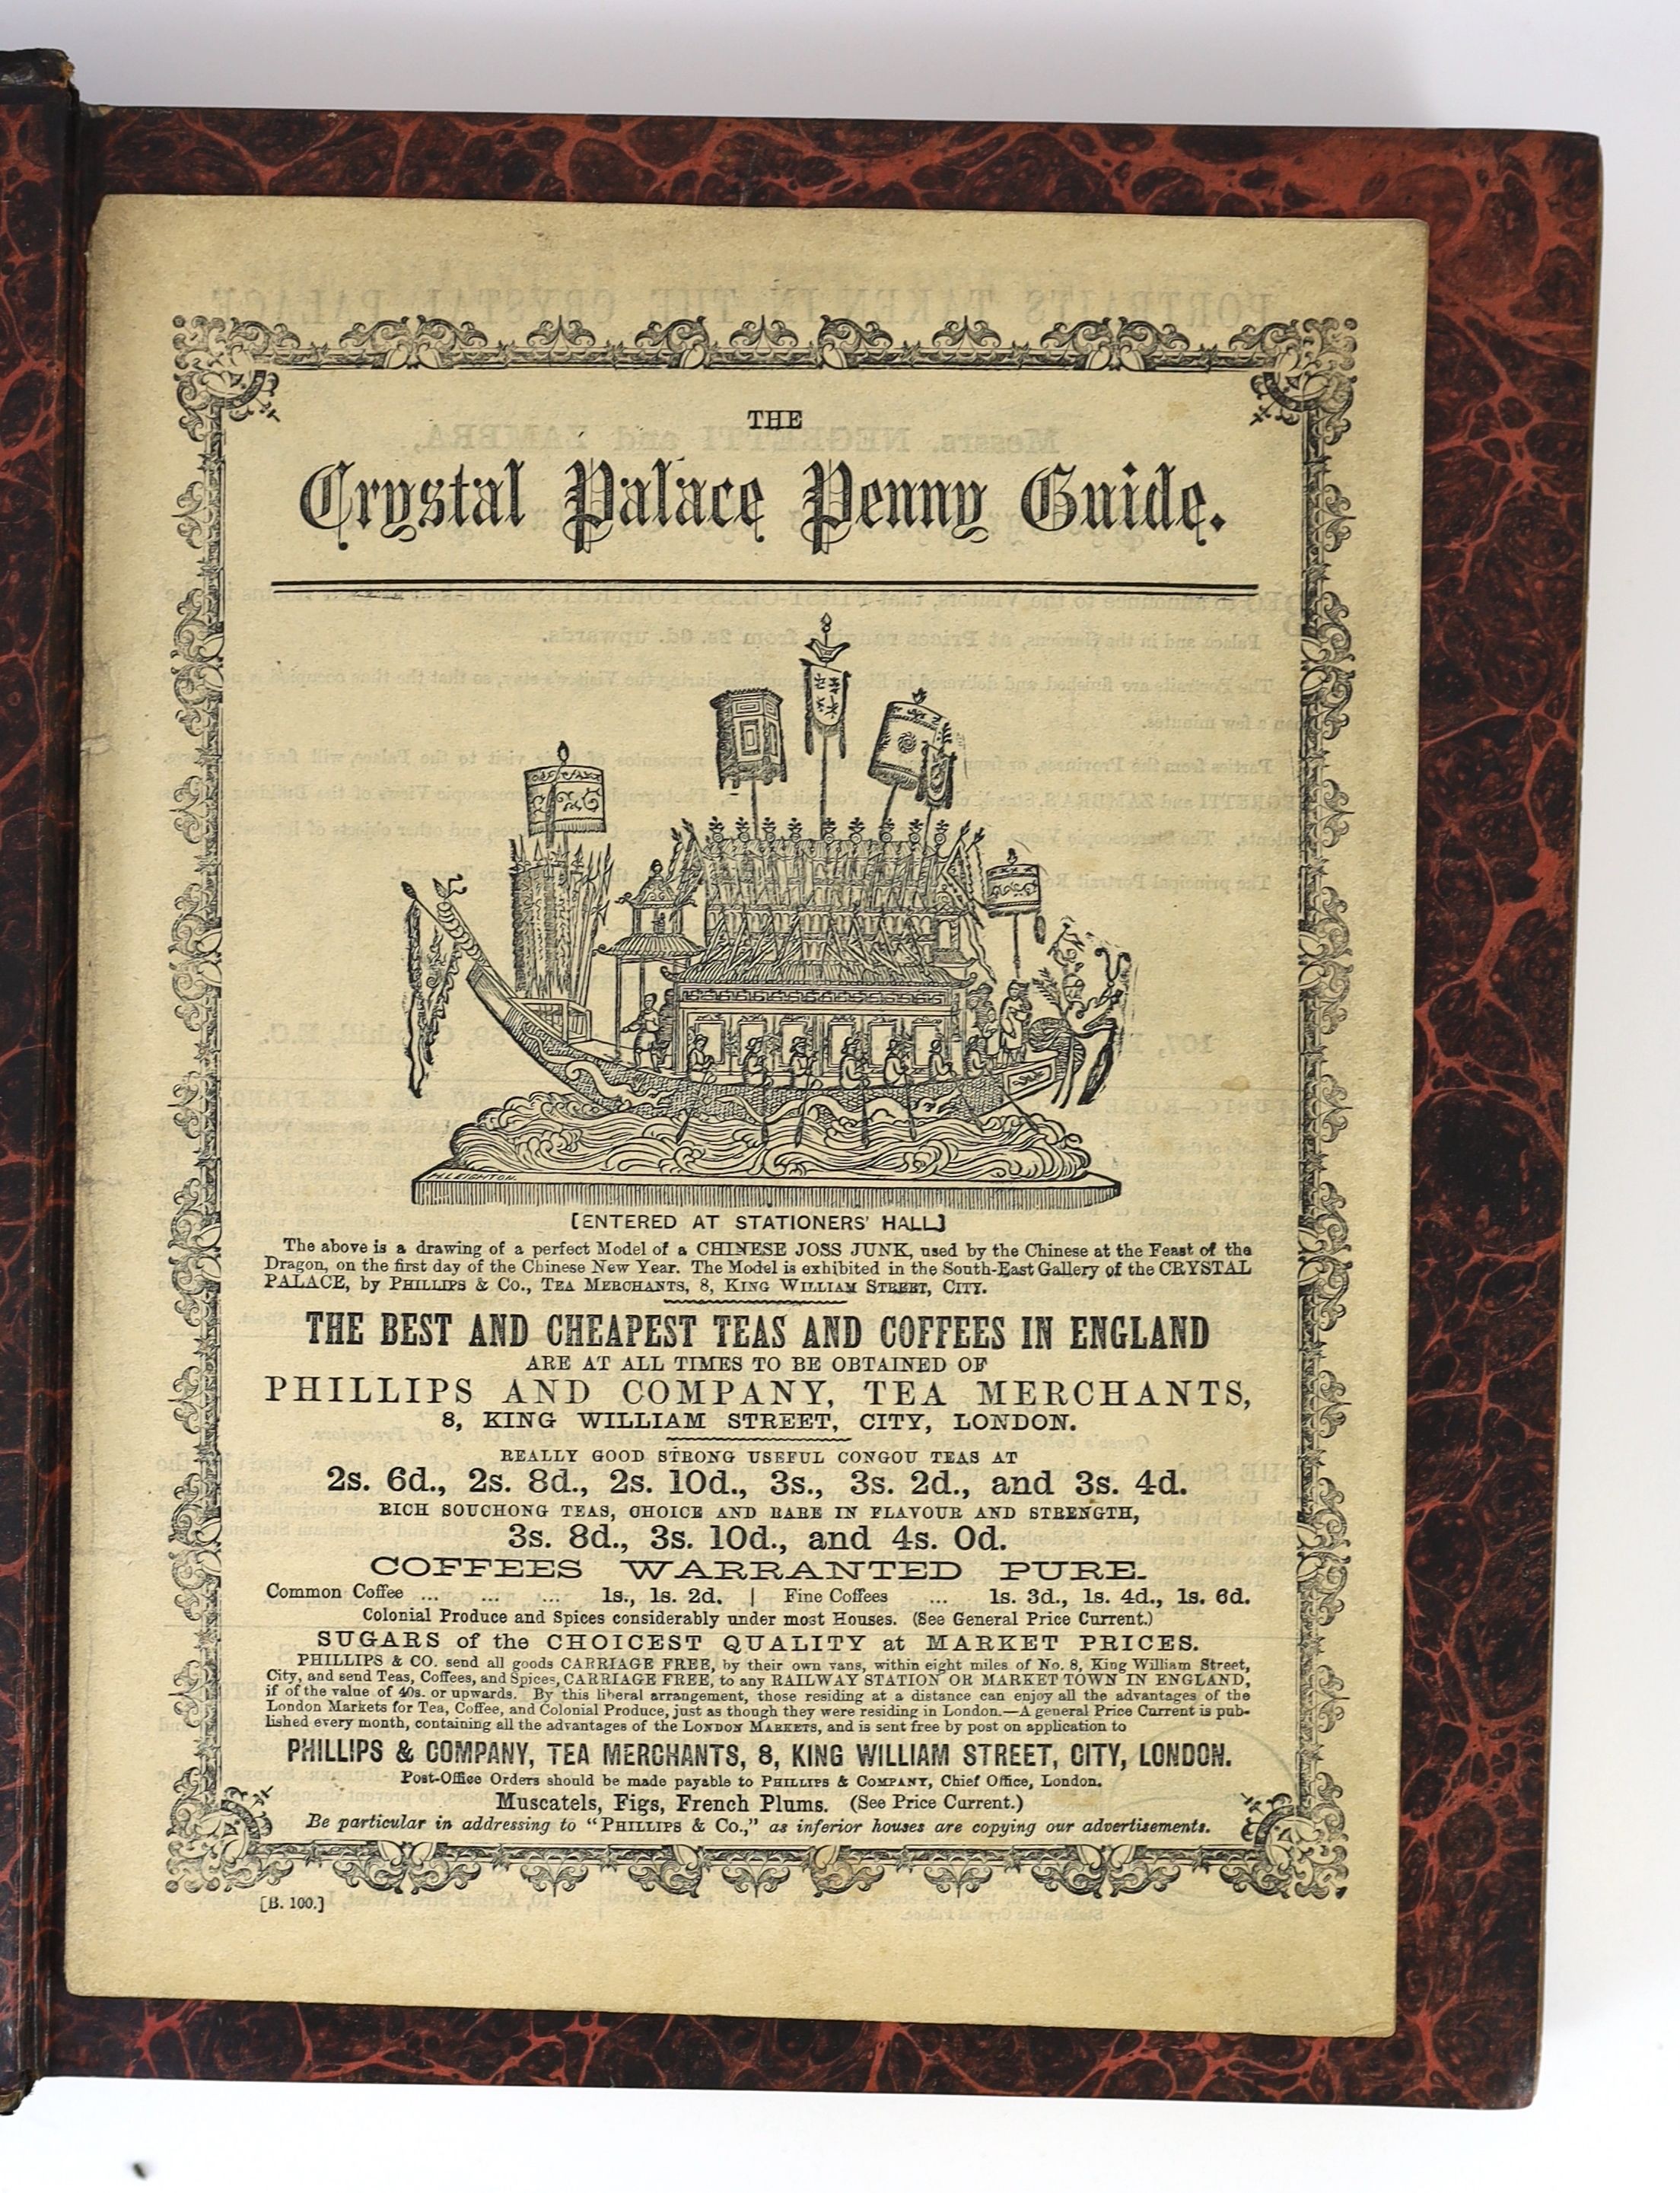 THE
Crystal Palace Penny Guide.
H. LEIGHTON.
[ENTERED AT STATIONERS' HALL]
The above is a drawing of a perfect Model of a CHINESE JOSS JUNK, used by the Chinese at the Feast of the
Dragon, on the first day of the Chinese New Year. The Model is exhibited in the South-East Gallery of the CRYSTAL
PALACE, by PHILLIPS & Co., TEA MERCHANTS, 8, KING WILLIAM STREET, CITY.
THE BEST AND CHEAPEST TEAS AND COFFEES IN ENGLAND
ARE AT ALL TIMES TO BE OBTAINED OF
PHILLIPS AND COMPANY, TEA MERCHANTS,
8, KING WILLIAM STREET, CITY, LONDON.
REALLY GOOD STRONG USEFUL CONGOU TEAS AT
2s. 6d., 2s. 8d., 2s. 10d., 3s., 3s. 2d., and 3s. 4d.
RICH SOUCHONG TEAS, CHOICE AND RARE IN FLAVOUR AND STRENGTH,
3s. 8d., 3s. 10d., and 4s. 0d.
COFFEES WARRANTED PURE.
Common Coffee ... ... ... 1s., 1s. 2d. | Fine Coffees ... 1s. 3d., 1s. 4d., 1s. 6d.
Colonial Produce and Spices considerably under most Houses. (See General Price Current.)
SUGARS of the CHOICEST QUALITY at MARKET PRICES.
PHILLIPS & CO. send all goods CARRIAGE FREE, by their own vans, within eight miles of No. 8, King William Street,
City, and send Teas, Coffees, and Spices, CARRIAGE FREE, to any RAILWAY STATION OR MARKET TOWN IN ENGLAND,
if of the value of 40s. or upwards. By this liberal arrangement, those residing at a distance can enjoy all the advantages of the
London Markets for Tea, Coffee, and Colonial Produce, just as though they were residing in London.—A general Price Current is pub-
lished every month, containing all the advantages of the LONDON MARKETS, and is sent free by post on application to
PHILLIPS & COMPANY, TEA MERCHANTS, 8, KING WILLIAM STREET, CITY, LONDON.
Post-Office Orders should be made payable to PHILLIPS & COMPANY, Chief Office, London.
Muscatels, Figs, French Plums. (See Price Current.)
Be particular in addressing to "PHILLIPS & Co.," as inferior houses are copying our advertisements.
[B. 100.]